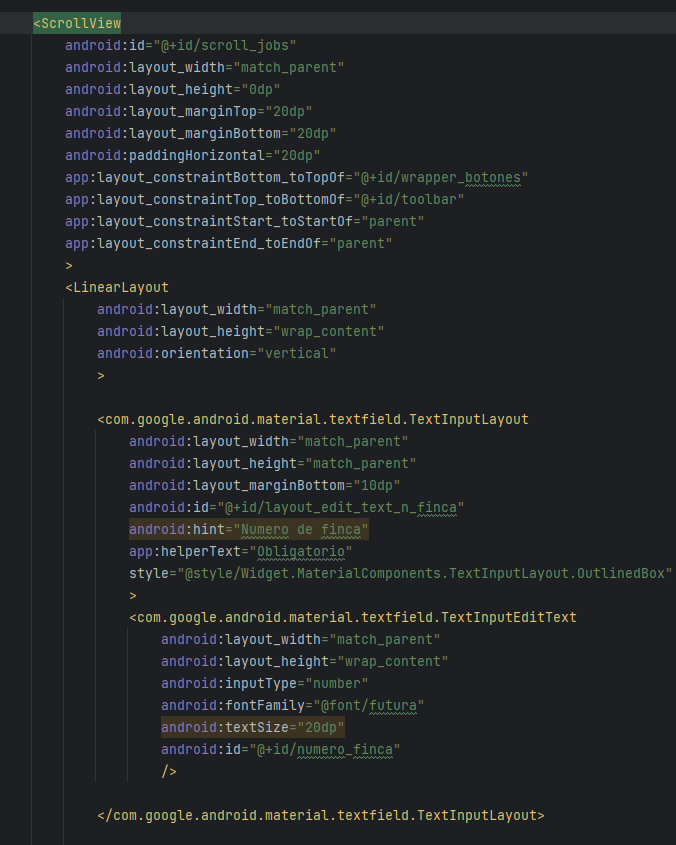 <ScrollView
android:id="@+id/scroll_jobs"
android:layout_width="match_parent"
android:layout_height="0dp"
android:layout_marginTop="20dp"
android:layout_marginBottom="20dp"
android:paddingHorizontal="20dp"
app:layout_constraintBottom_toTopOf="@+id/wrapper_botones"
app:layout_constraintTop_toBottomOf="@+id/toolbar"
app:layout_constraintStart_toStartOf="parent"
app:layout_constraintEnd_toEndOf="parent"
>
<LinearLayout
android:layout_width="match_parent"
android:layout_height="wrap_content"
android:orientation="vertical"
>
<com.google.android.material.textfield.TextInputLayout
android:layout_width="match_parent"
android:layout_height="match_parent"
android:layout_marginBottom="10dp"
android:id="@+id/layout_edit_text_n_finca"
android:hint="Numero de finca"
app:helperText="Obligatorio"
style="@style/Widget.MaterialComponents.TextInputLayout.OutlinedBox"
>
<com.google.android.material.textfield.TextInputEditText
android:layout_width="match_parent"
android:layout_height="wrap_content"
android:inputType="number"
android:fontFamily="@font/futura"
android:textSize="20dp"
android:id="@+id/numero_finca"
/>
</com.google.android.material.textfield.TextInputLayout>